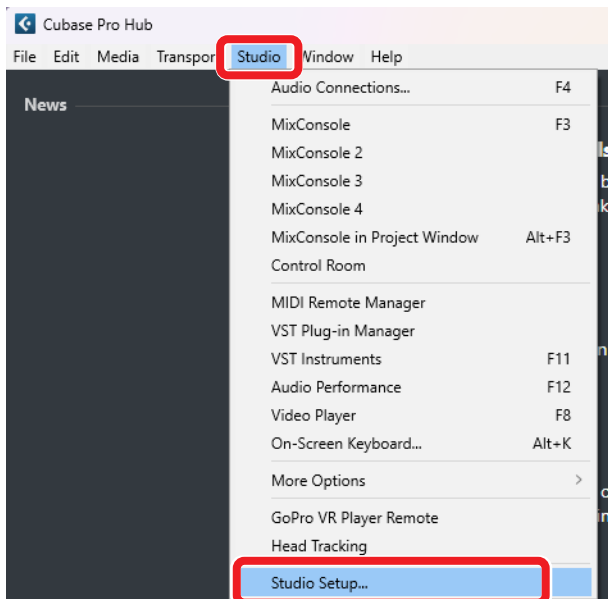 Cubase Pro Hub
File Edit Media Transpor Studio Window Help
News
Audio Connections... F4
MixConsole F3
MixConsole 2
MixConsole 3
MixConsole 4
MixConsole in Project Window Alt+F3
Control Room
MIDI Remote Manager
VST Plug-in Manager
VST Instruments F11
Audio Performance F12
Video Player F8
On-Screen Keyboard... Alt+K
More Options >
GoPro VR Player Remote
Head Tracking
Studio Setup...